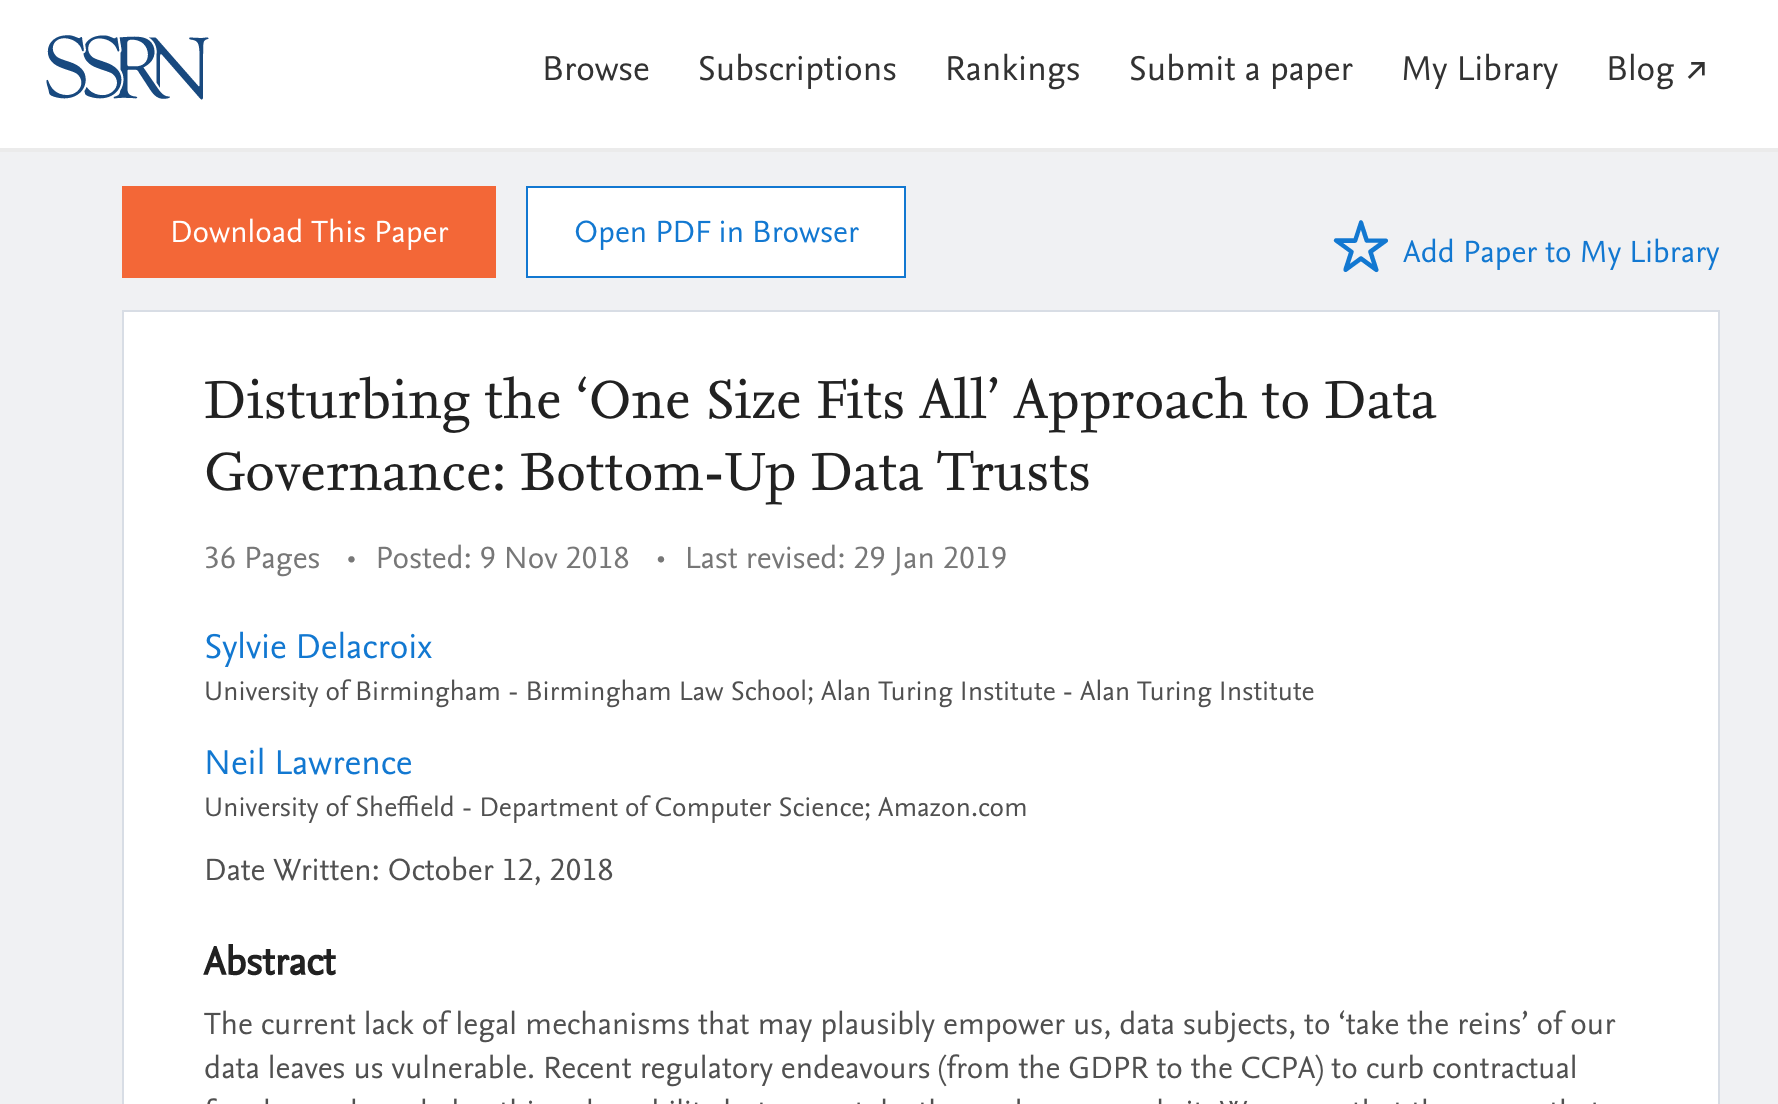 SSRN
Browse Subscriptions Rankings Submit a paper My Library Blog ↗
Download This Paper Open PDF in Browser
Add Paper to My Library
Disturbing the ‘One Size Fits All’ Approach to Data
Governance: Bottom-Up Data Trusts
36 Pages • Posted: 9 Nov 2018 • Last revised: 29 Jan 2019
Sylvie Delacroix
University of Birmingham - Birmingham Law School; Alan Turing Institute - Alan Turing Institute
Neil Lawrence
University of Sheffield - Department of Computer Science; Amazon.com
Date Written: October 12, 2018
Abstract
The current lack of legal mechanisms that may plausibly empower us, data subjects, to ‘take the reins’ of our
data leaves us vulnerable. Recent regulatory endeavours (from the GDPR to the CCPA) to curb contractual